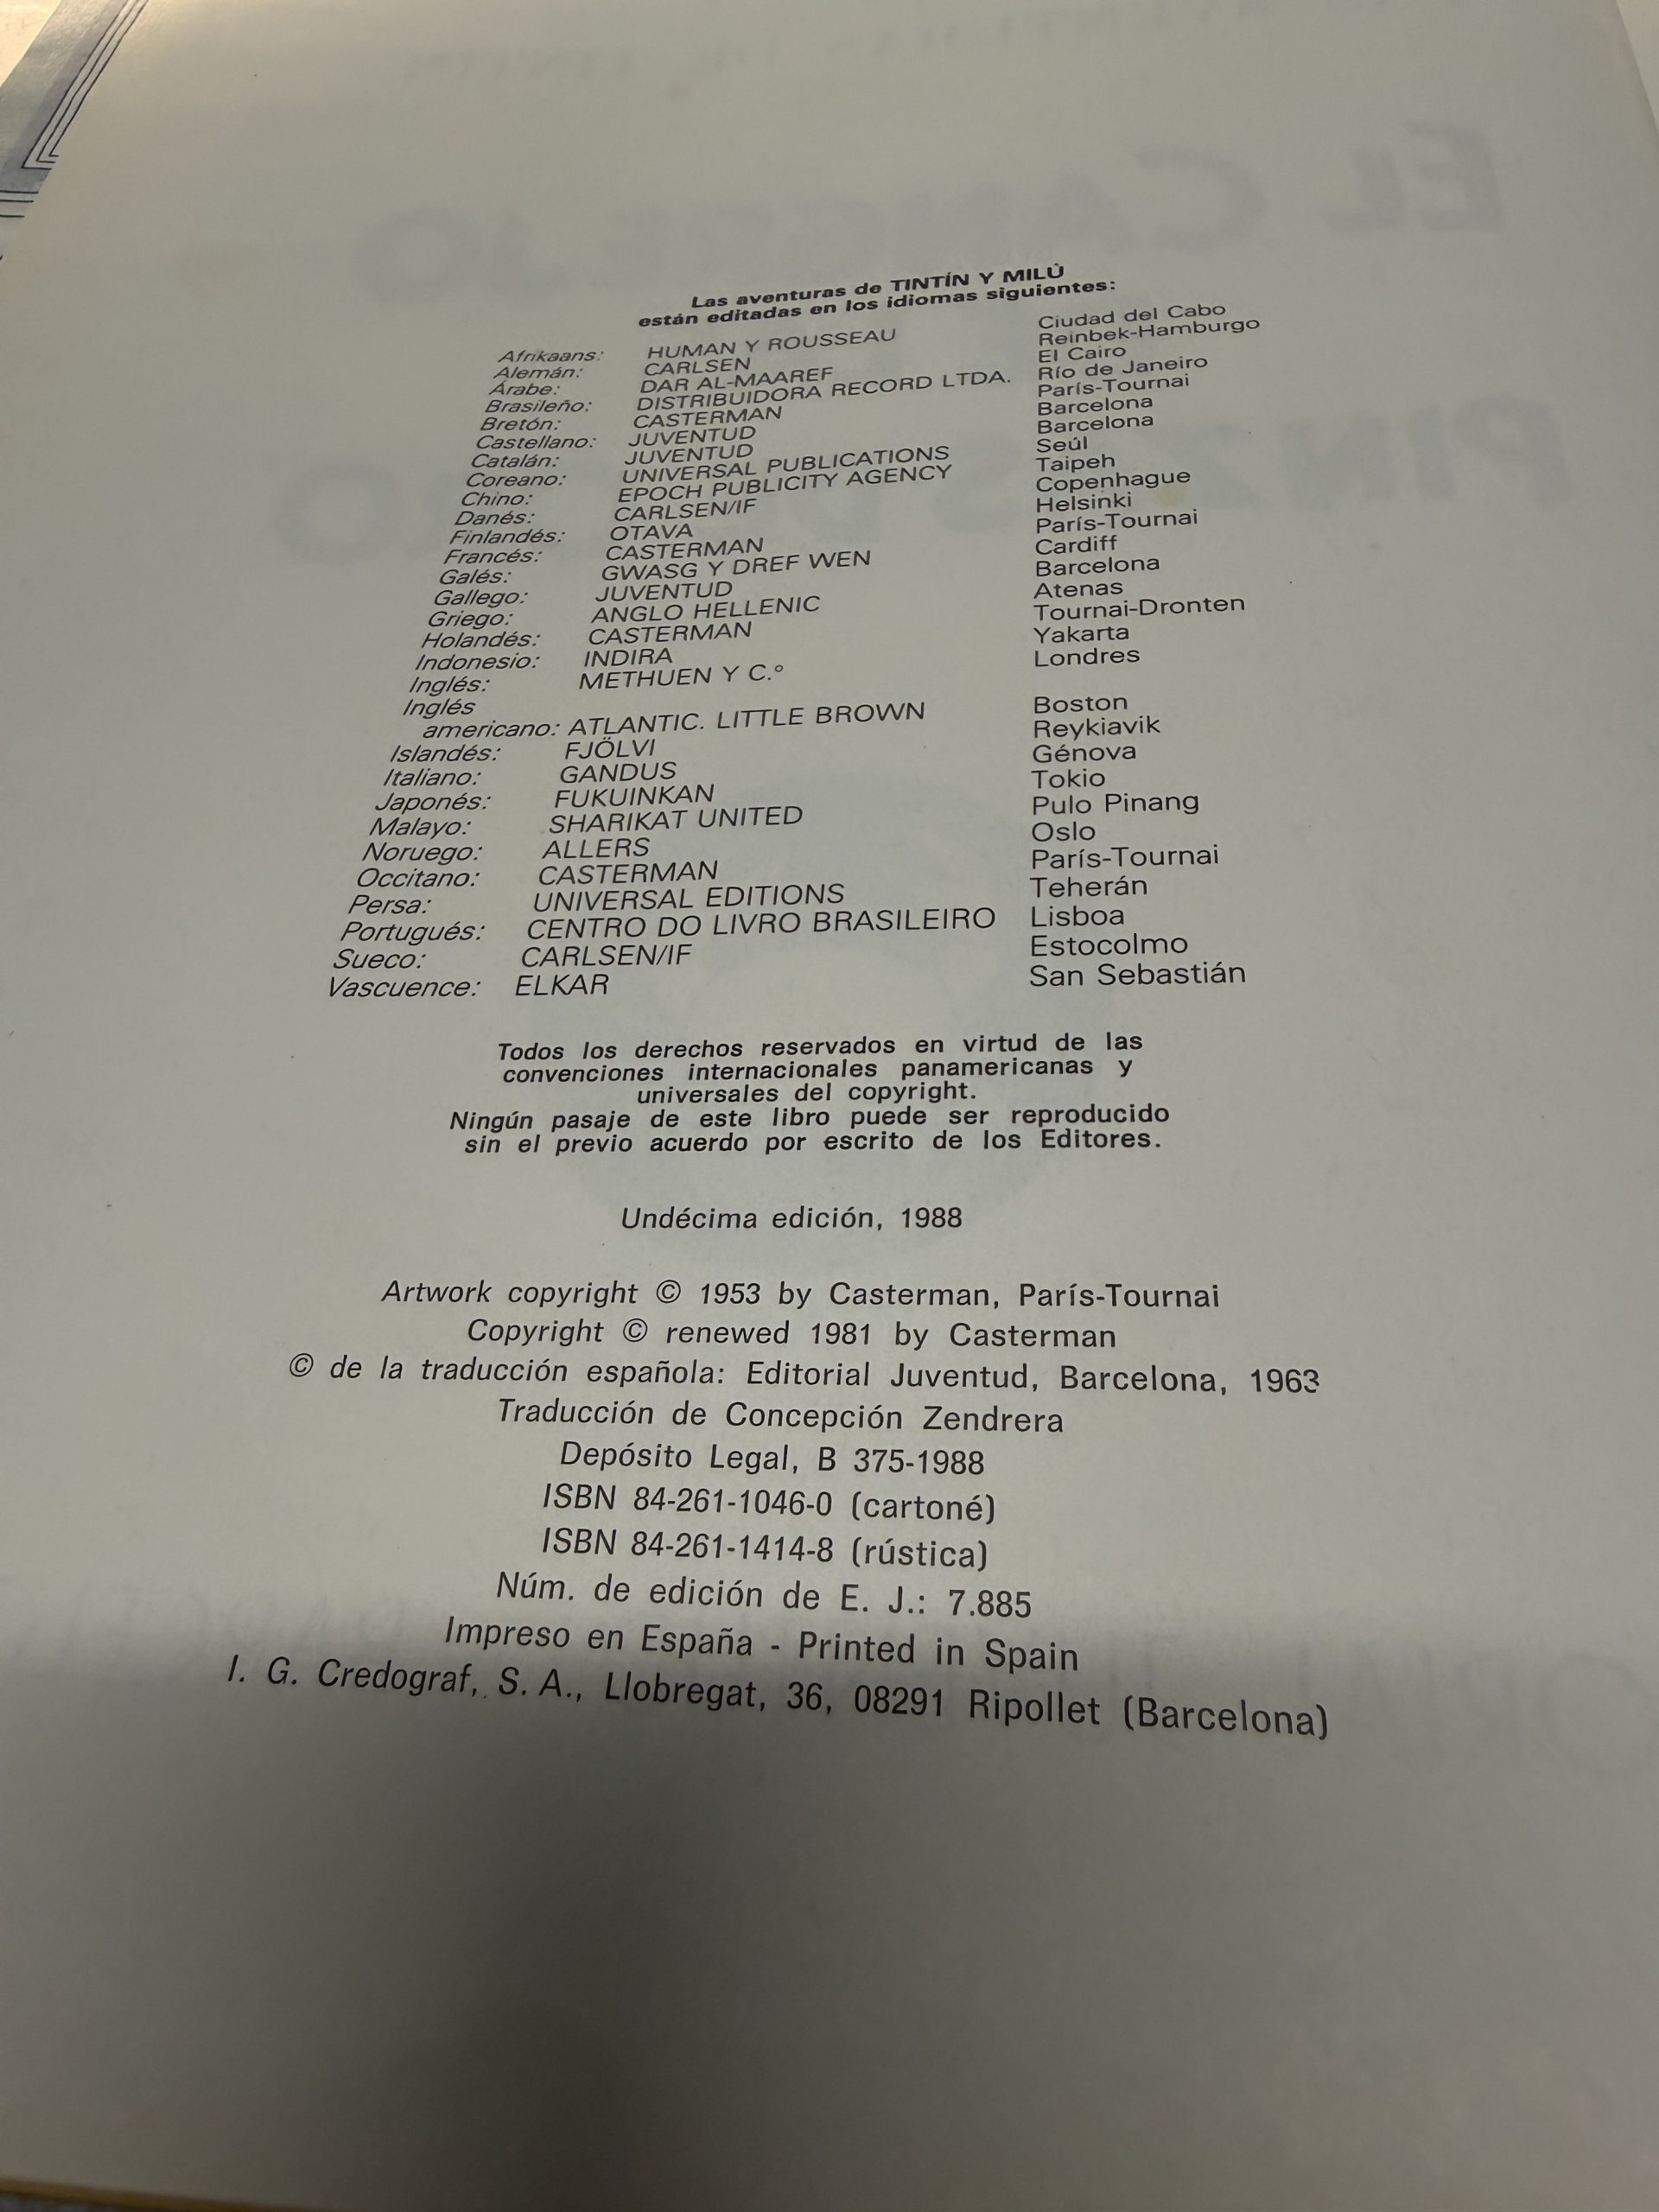 Las aventuras de TINTÍN Y MILÚ
están editadas en los idiomas siguientes:
Afrikaans: HUMAN Y ROUSSEAU Ciudad del Cabo
Alemán: CARLSEN Reinbek-Hamburgo
Árabe: DAR AL-MAAREF El Cairo
Brasileño: DISTRIBUIDORA RECORD LTDA. Río de Janeiro
Bretón: CASTERMAN París-Tournai
Castellano: JUVENTUD Barcelona
Catalán: JUVENTUD Barcelona
Coreano: UNIVERSAL PUBLICATIONS Seúl
Chino: EPOCH PUBLICITY AGENCY Taipeh
Danés: CARLSEN/IF Copenhague
Finlandés: OTAVA Helsinki
Francés: CASTERMAN París-Tournai
Galés: GWASG Y DREF WEN Cardiff
Gallego: JUVENTUD Barcelona
Griego: ANGLO HELLENIC Atenas
Holandés: CASTERMAN Tournai-Dronten
Indonesio: INDIRA Yakarta
Inglés: METHUEN Y C.º Londres
Inglés
americano: ATLANTIC. LITTLE BROWN Boston
Islandés: FJÖLVI Reykiavik
Italiano: GANDUS Génova
Japonés: FUKUINKAN Tokio
Malayo: SHARIKAT UNITED Pulo Pinang
Noruego: ALLERS Oslo
Occitano: CASTERMAN París-Tournai
Persa: UNIVERSAL EDITIONS Teherán
Portugués: CENTRO DO LIVRO BRASILEIRO Lisboa
Sueco: CARLSEN/IF Estocolmo
Vascuence: ELKAR San Sebastián
Todos los derechos reservados en virtud de las
convenciones internacionales panamericanas y
universales del copyright.
Ningún pasaje de este libro puede ser reproducido
sin el previo acuerdo por escrito de los Editores.
Undécima edición, 1988
Artwork copyright © 1953 by Casterman, París-Tournai
Copyright © renewed 1981 by Casterman
© de la traducción española: Editorial Juventud, Barcelona, 1963
Traducción de Concepción Zendrera
Depósito Legal, B 375-1988
ISBN 84-261-1046-0 (cartoné)
ISBN 84-261-1414-8 (rústica)
Núm. de edición de E. J.: 7.885
Impreso en España - Printed in Spain
I. G. Credograf, S. A., Llobregat, 36, 08291 Ripollet (Barcelona)